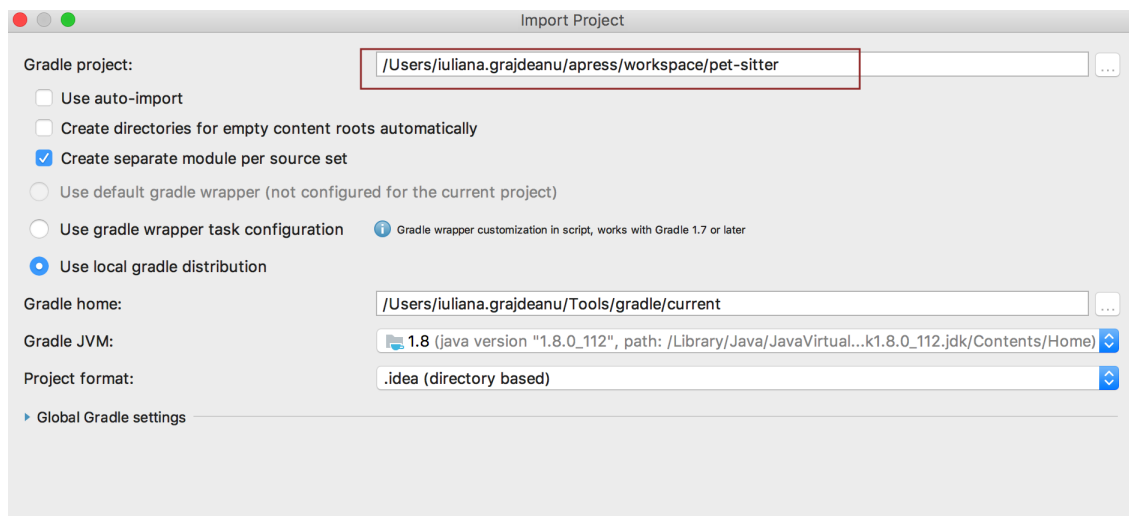 Import Project
Gradle project: /Users/iuliana.grajdeanu/apress/workspace/pet-sitter ...
Use auto-import
Create directories for empty content roots automatically
Create separate module per source set
Use default gradle wrapper (not configured for the current project)
Use gradle wrapper task configuration Gradle wrapper customization in script, works with Gradle 1.7 or later
Use local gradle distribution
Gradle home: /Users/iuliana.grajdeanu/Tools/gradle/current ...
Gradle JVM: 1.8 (java version "1.8.0_112", path: /Library/Java/JavaVirtual...k1.8.0_112.jdk/Contents/Home)
Project format: .idea (directory based)
Global Gradle settings